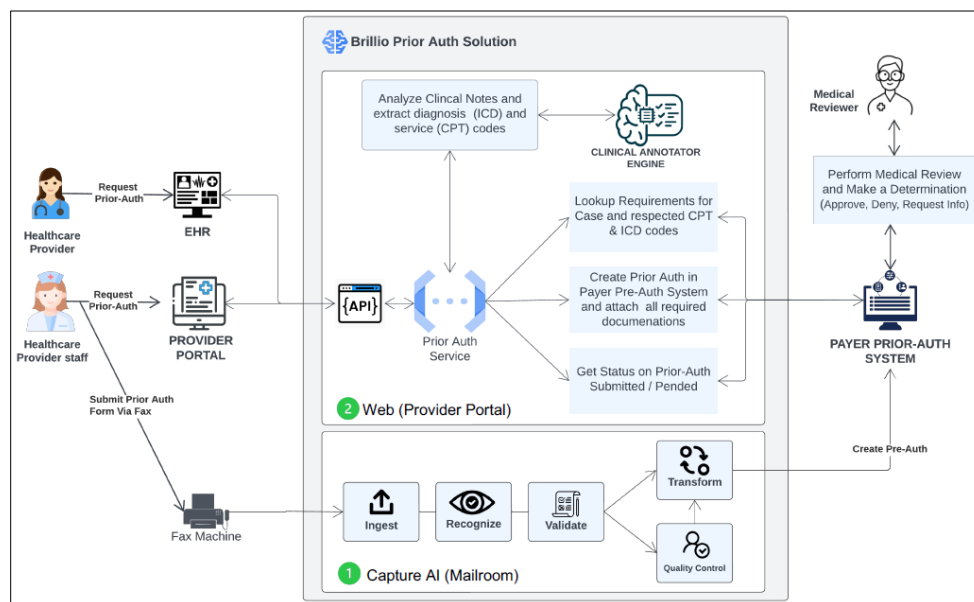 Brillio Prior Auth Solution
Analyze Clincal Notes and
extract diagnosis (ICD) and
service (CPT) codes
CLINICAL ANNOTATOR
ENGINE
Medical
Reviewer
Perform Medical Review
and Make a Determination
(Approve, Deny, Request Info)
Request
Prior-Auth
EHR
Healthcare
Provider
Lookup Requirements for
Case and respected CPT
& ICD codes
Request
Prior-Auth
PROVIDER
PORTAL
Healthcare
Provider staff
{API}
Prior Auth
Service
Create Prior Auth in
Payer Pre-Auth System
and attach all required
documenations
PAYER PRIOR-AUTH
SYSTEM
Get Status on Prior-Auth
Submitted / Pended
Submit Prior Auth
Form Via Fax
2 Web (Provider Portal)
Create Pre-Auth
Fax Machine
Ingest
Recognize
Validate
Transform
Quality Control
1 Capture AI (Mailroom)